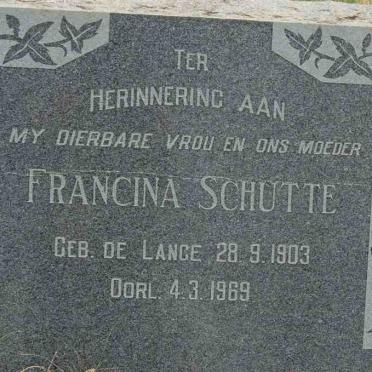 TER
HERINNERING AAN
MY DIERBARE VROU EN ONS MOEDER
FRANCINA SCHUTTE
GEB. DE LANGE 28.9.1903
OORL. 4.3.1969